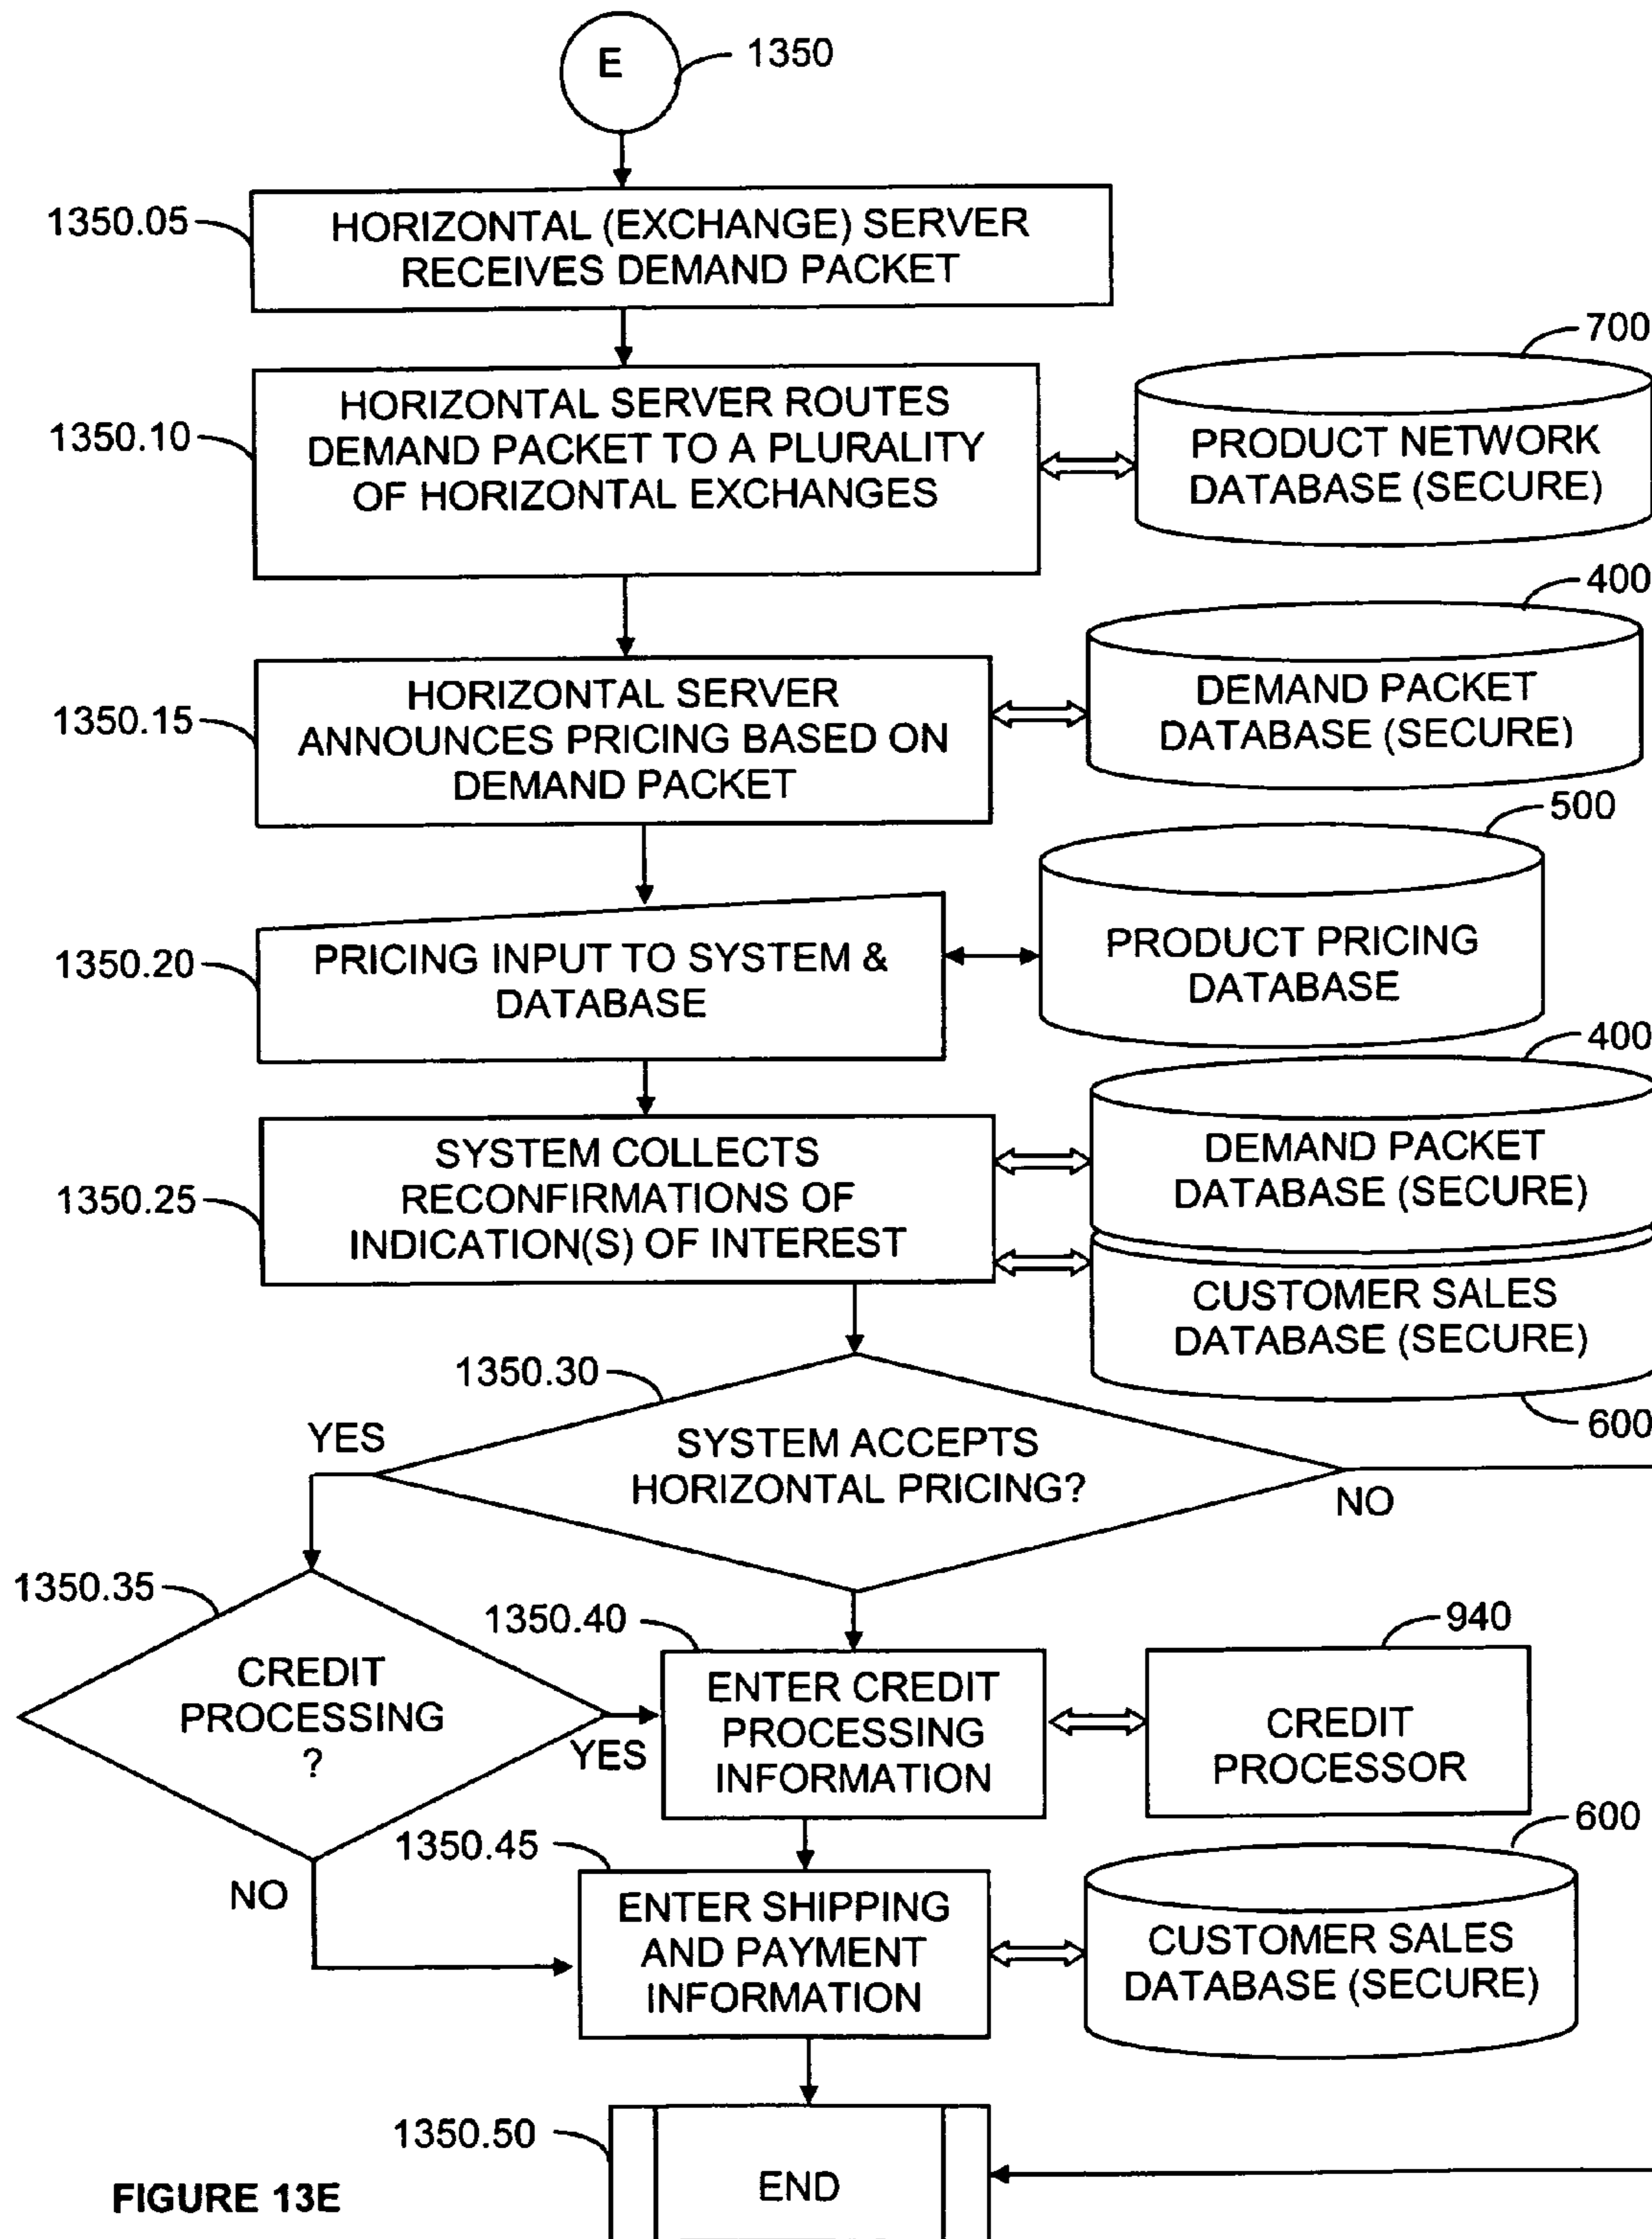 E
1350
1350.05
HORIZONTAL (EXCHANGE) SERVER
RECEIVES DEMAND PACKET
700
1350.10
HORIZONTAL SERVER ROUTES
DEMAND PACKET TO A PLURALITY
OF HORIZONTAL EXCHANGES
PRODUCT NETWORK
DATABASE (SECURE)
400
1350.15
HORIZONTAL SERVER
ANNOUNCES PRICING BASED ON
DEMAND PACKET
DEMAND PACKET
DATABASE (SECURE)
500
1350.20
PRICING INPUT TO SYSTEM &
DATABASE
PRODUCT PRICING
DATABASE
400
1350.25
SYSTEM COLLECTS
RECONFIRMATIONS OF
INDICATION(S) OF INTEREST
DEMAND PACKET
DATABASE (SECURE)
CUSTOMER SALES
DATABASE (SECURE)
600
1350.30
YES
SYSTEM ACCEPTS
HORIZONTAL PRICING?
NO
1350.35
CREDIT
PROCESSING
?
YES
NO
1350.40
ENTER CREDIT
PROCESSING
INFORMATION
940
CREDIT
PROCESSOR
1350.45
ENTER SHIPPING
AND PAYMENT
INFORMATION
600
CUSTOMER SALES
DATABASE (SECURE)
1350.50
END
FIGURE 13E